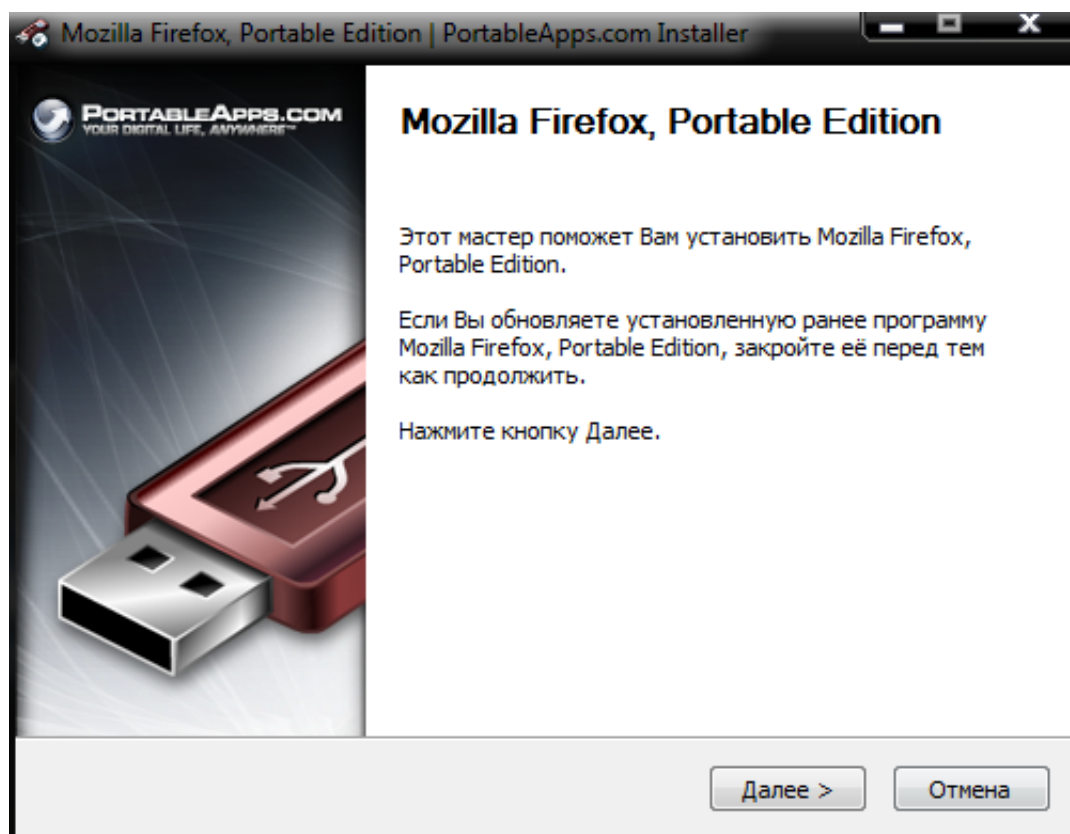 Mozilla Firefox, Portable Edition | PortableApps.com Installer
PORTABLEAPPS.COM
YOUR DIGITAL LIFE, ANYWHERE™
Mozilla Firefox, Portable Edition
Этот мастер поможет Вам установить Mozilla Firefox,
Portable Edition.
Если Вы обновляете установленную ранее программу
Mozilla Firefox, Portable Edition, закройте её перед тем
как продолжить.
Нажмите кнопку Далее.
Далее >
Отмена